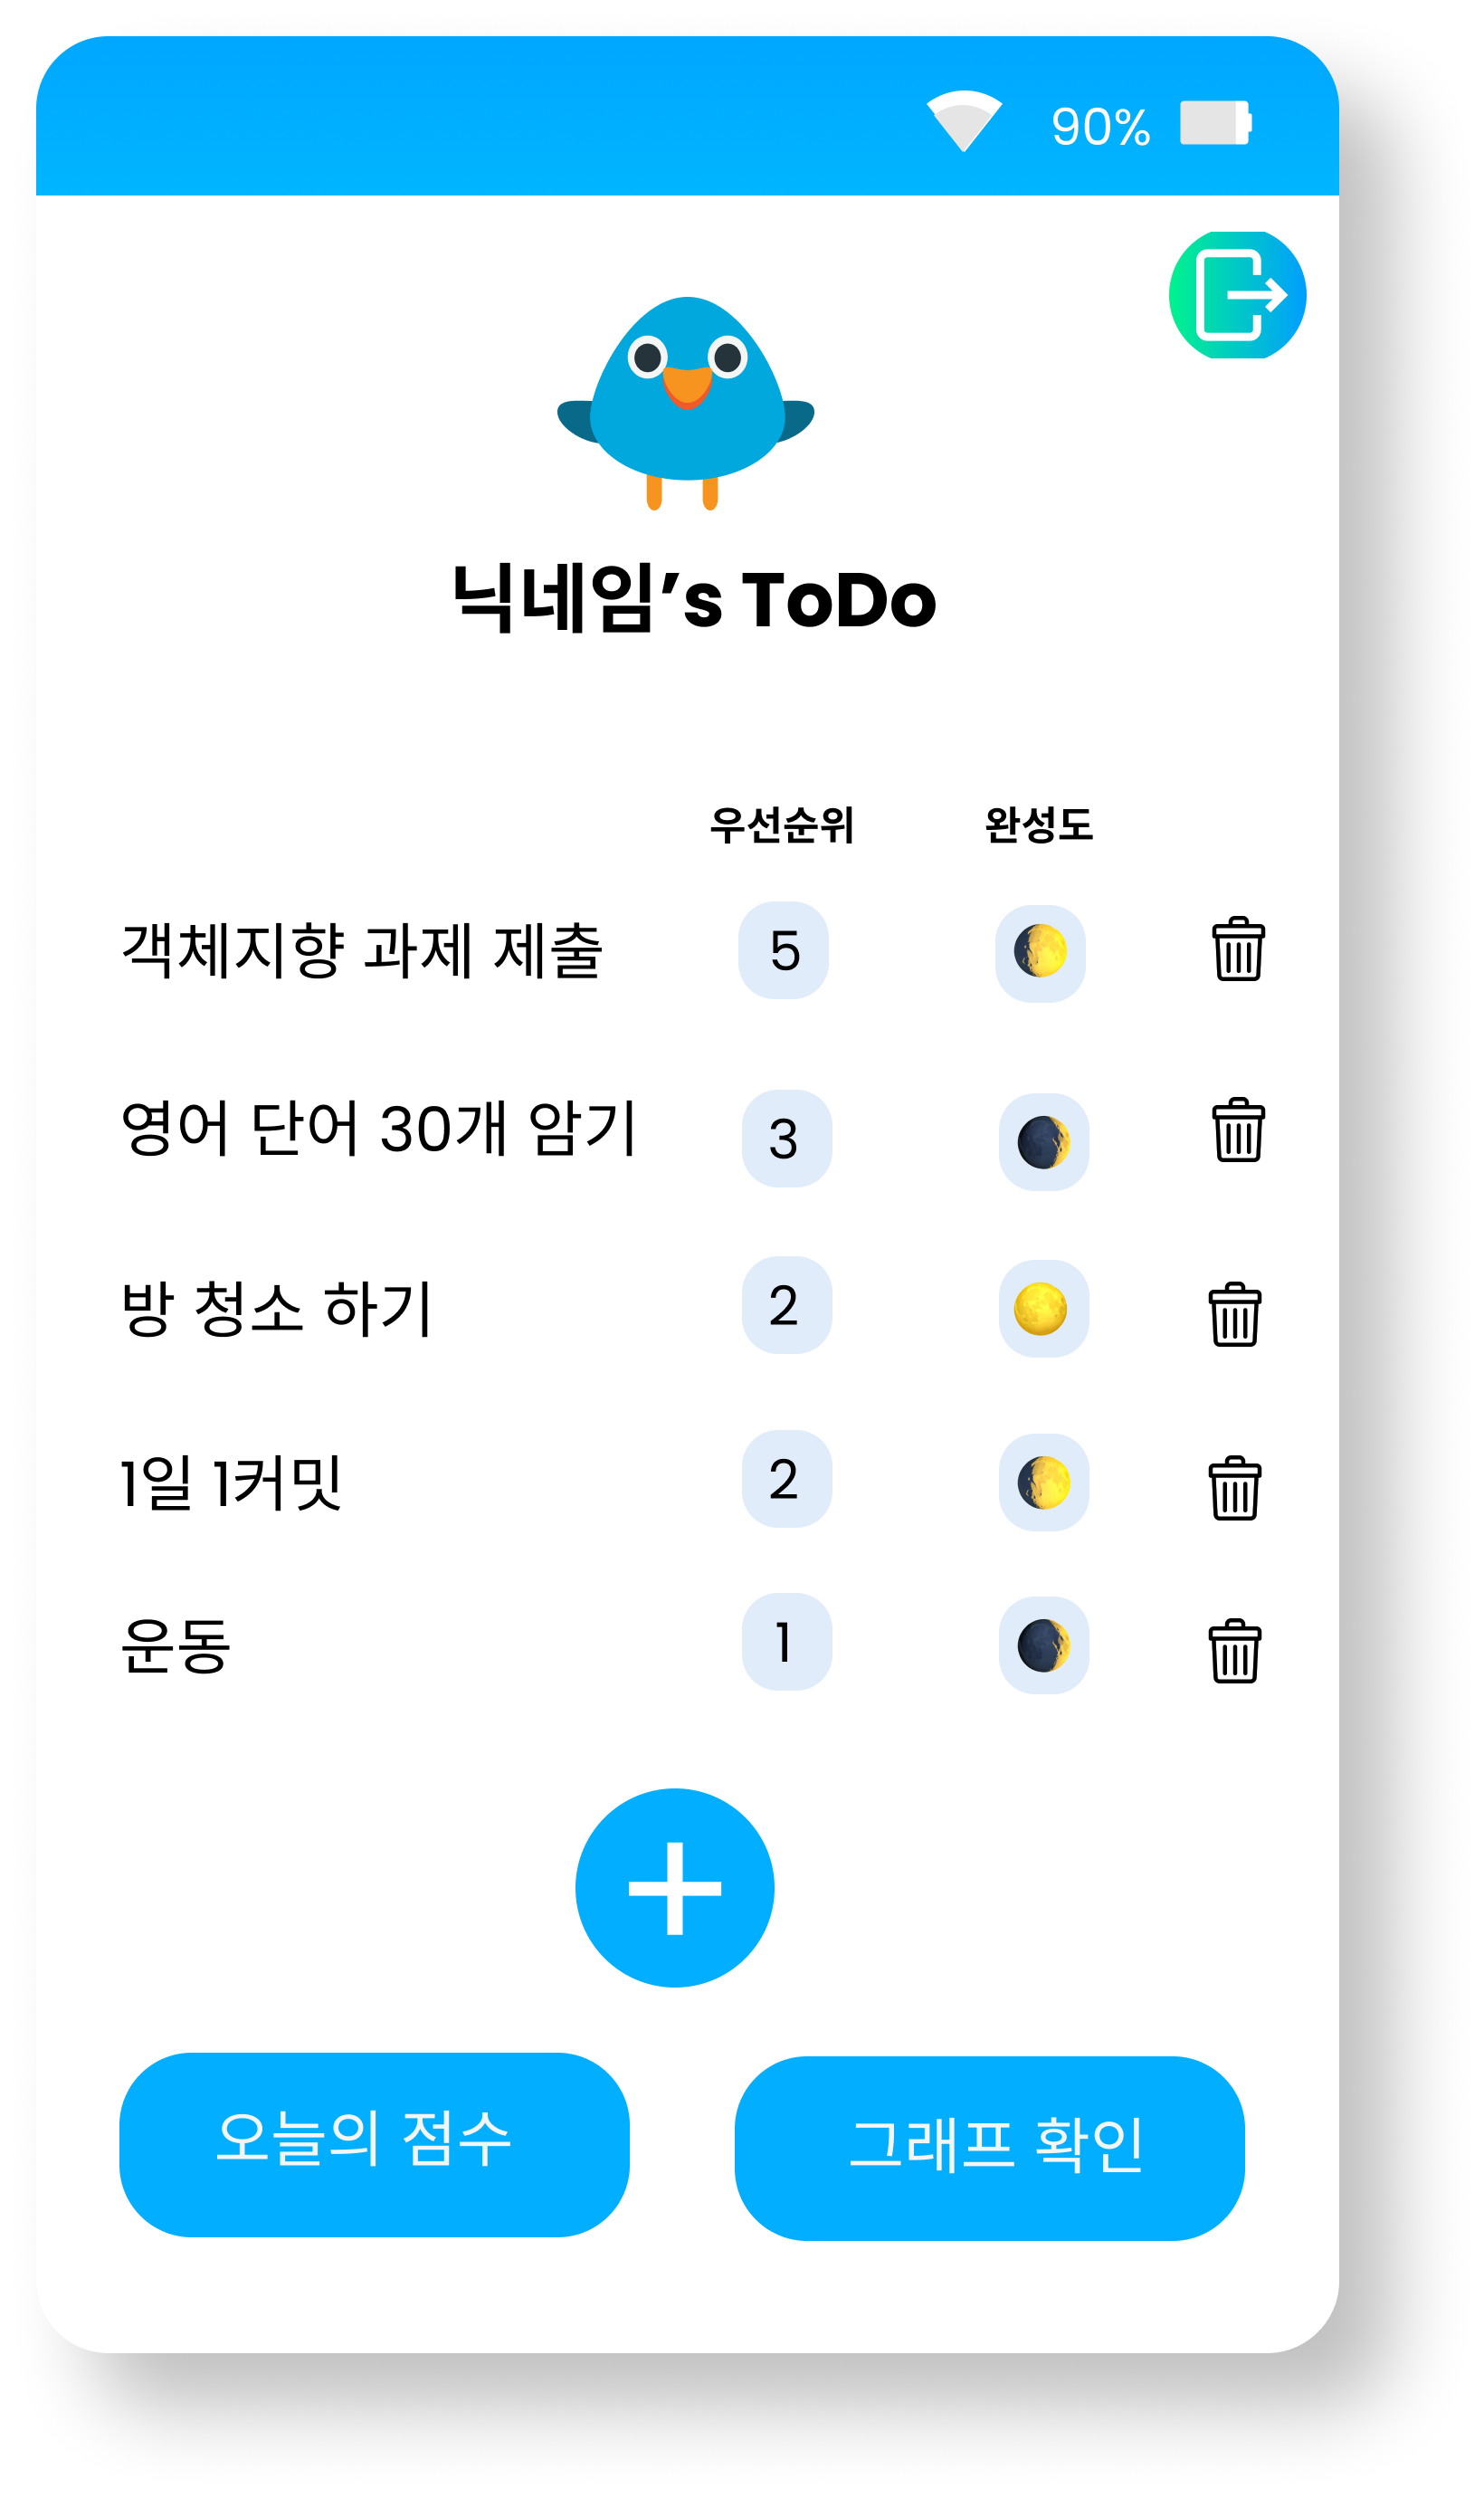 90%
닉네임’s ToDo
우선순위 완성도
객체지향 과제 제출 5
영어 단어 30개 암기 3
방 청소 하기 2
1일 1커밋 2
운동 1
오늘의 점수 그래프 확인